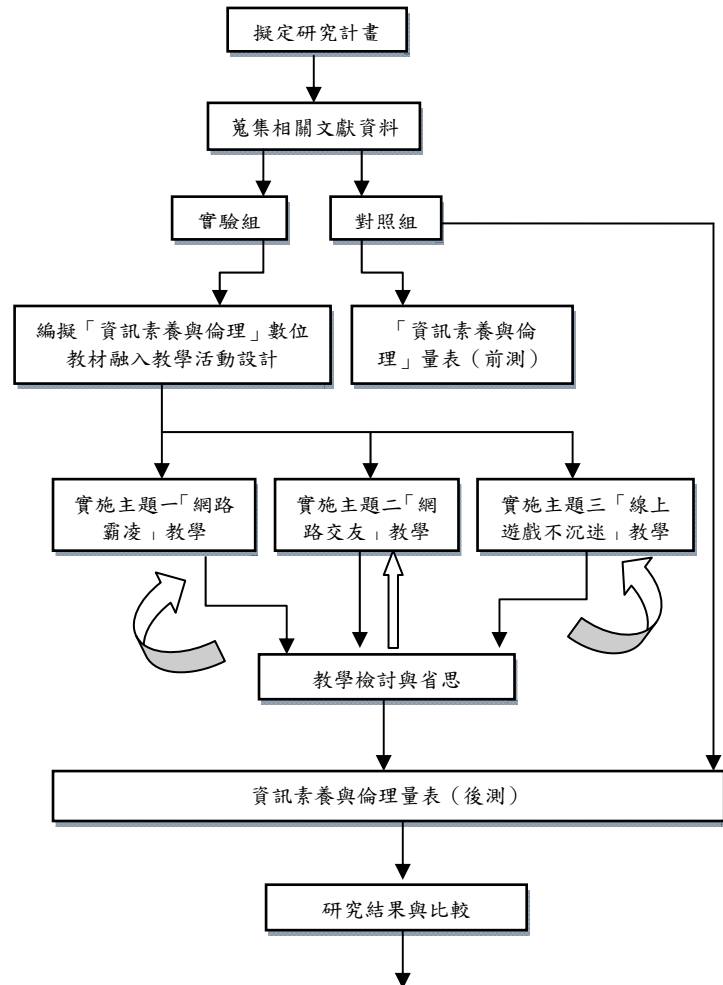 擬定研究計畫
蒐集相關文獻資料
實驗組
對照組
編擬「資訊素養與倫理」數位
教材融入教學活動設計
「資訊素養與倫
理」量表（前測）
實施主題一「網路
霸凌」教學
實施主題二「網
路交友」教學
實施主題三「線上
遊戲不沉迷」教學
教學檢討與省思
資訊素養與倫理量表（後測）
研究結果與比較